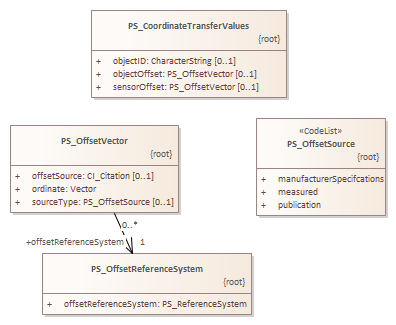 PS_CoordinateTransferValues
{root}
+ objectID: CharacterString [0..1]
+ objectOffset: PS_OffsetVector [0..1]
+ sensorOffset: PS_OffsetVector [0..1]
PS_OffsetVector
{root}
+ offsetSource: CI_Citation [0..1]
+ ordinate: Vector
+ sourceType: PS_OffsetSource [0..1]
«CodeList»
PS_OffsetSource
{root}
+ manufacturerSpecifcations
+ measured
+ publication
0..*
+offsetReferenceSystem 1
PS_OffsetReferenceSystem
{root}
+ offsetReferenceSystem: PS_ReferenceSystem